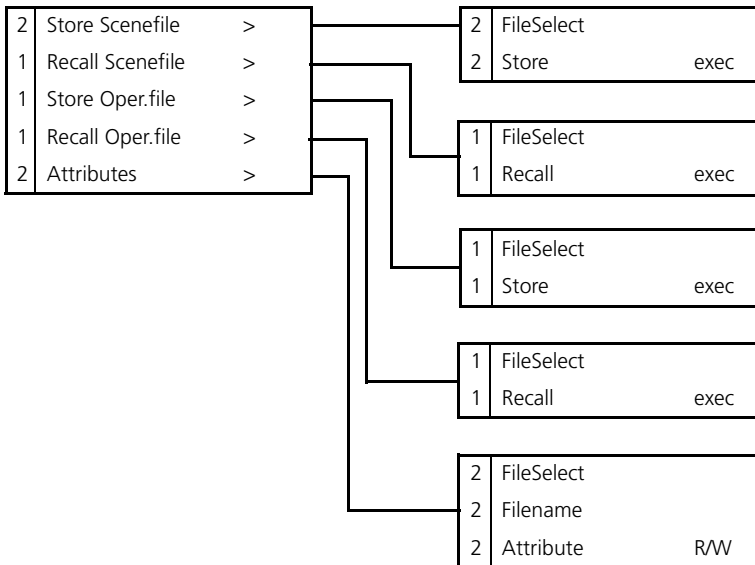 2 Store Scenefile >
1 Recall Scenefile >
1 Store Oper.file >
1 Recall Oper.file >
2 Attributes >
2 FileSelect
2 Store exec
1 FileSelect
1 Recall exec
1 FileSelect
1 Store exec
1 FileSelect
1 Recall exec
2 FileSelect
2 Filename
2 Attribute R/W